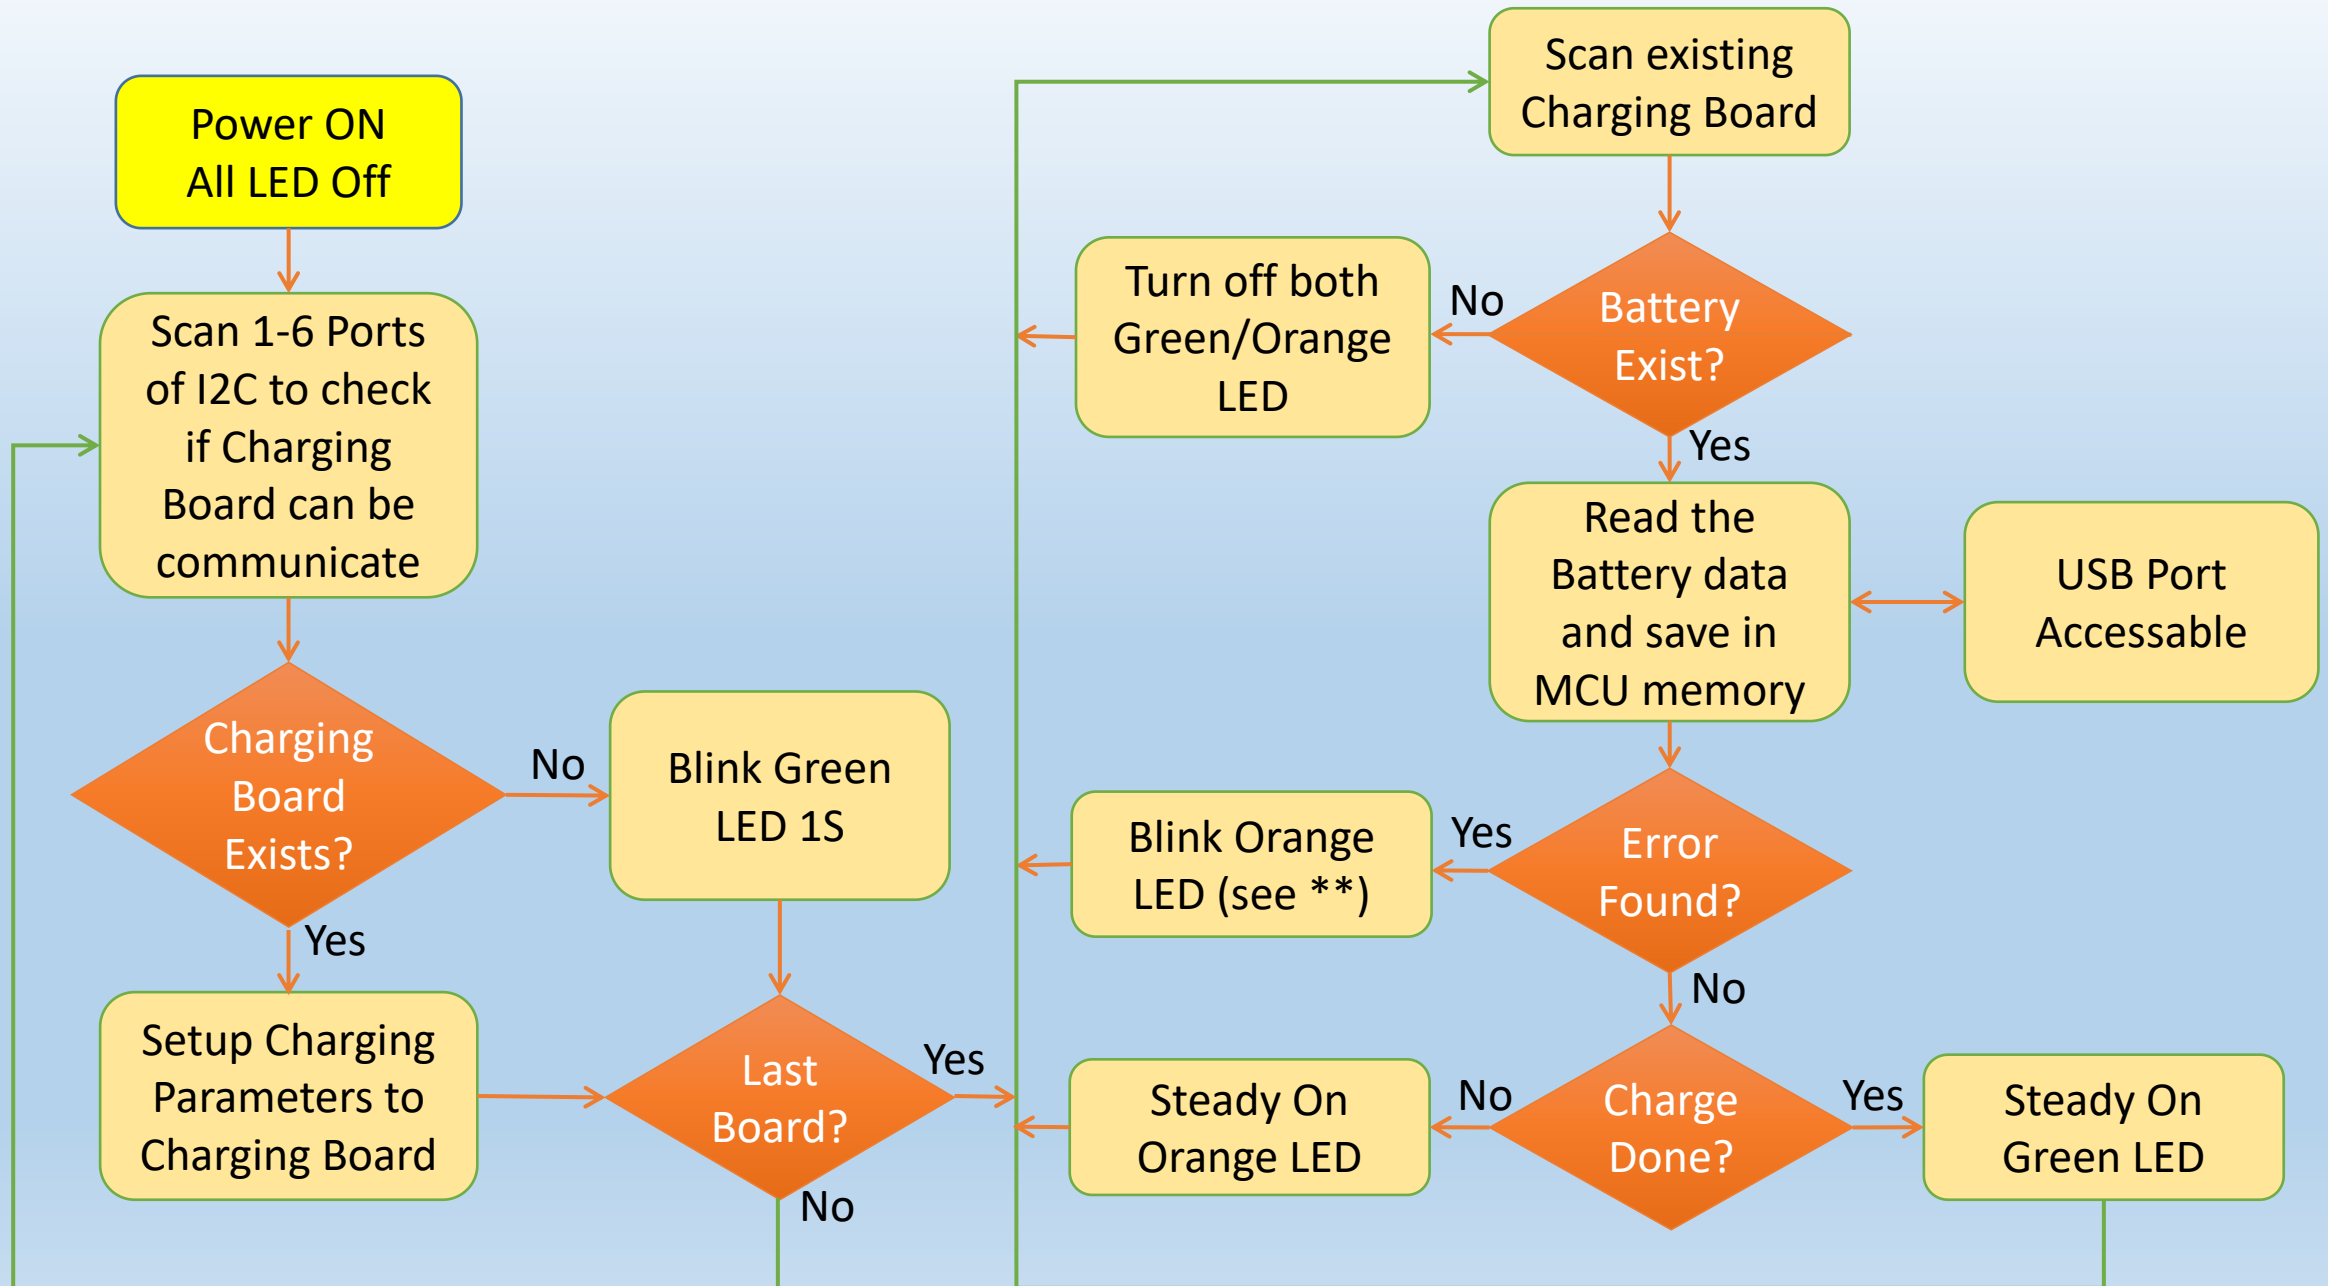 Power ON
All LED Off
Scan 1-6 Ports
of I2C to check
if Charging
Board can be
communicate
Charging
Board
Exists?
No
Blink Green
LED 1S
Yes
Setup Charging
Parameters to
Charging Board
Last
Board?
Yes
No
Scan existing
Charging Board
Battery
Exist?
No
Turn off both
Green/Orange
LED
Yes
Read the
Battery data
and save in
MCU memory
USB Port
Accessable
Error
Found?
Yes
Blink Orange
LED (see **)
No
Charge
Done?
No
Steady On
Orange LED
Yes
Steady On
Green LED